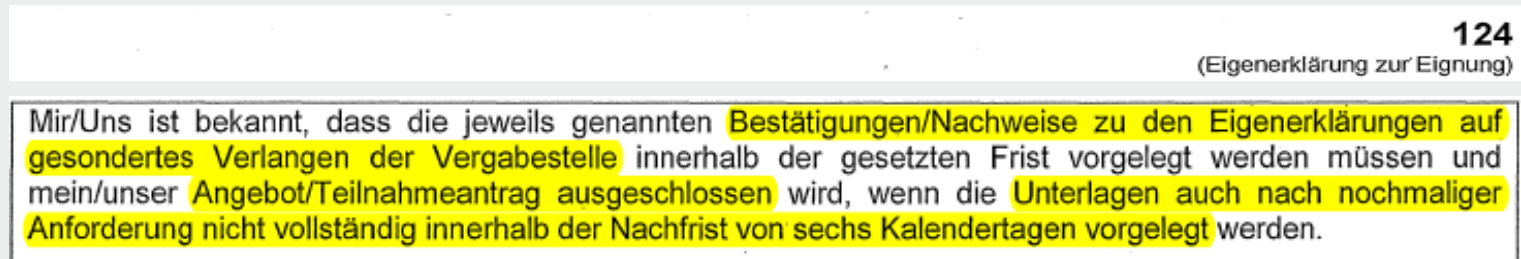 124
(Eigenerklärung zur Eignung)
Mir/Uns ist bekannt, dass die jeweils genannten Bestätigungen/Nachweise zu den Eigenerklärungen auf
gesondertes Verlangen der Vergabestelle innerhalb der gesetzten Frist vorgelegt werden müssen und
mein/unser Angebot/Teilnahmeantrag ausgeschlossen wird, wenn die Unterlagen auch nach nochmaliger
Anforderung nicht vollständig innerhalb der Nachfrist von sechs Kalendertagen vorgelegt werden.